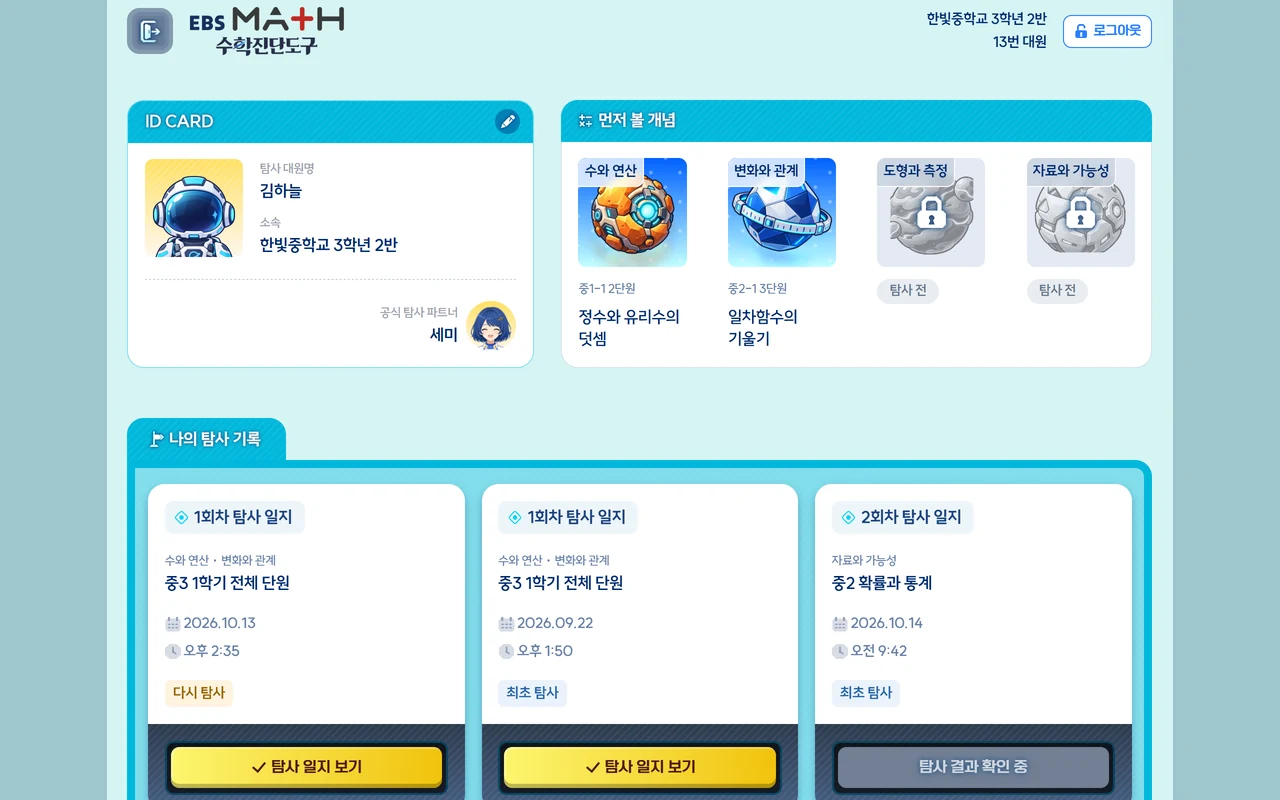 EBS MATH
수학진단도구
한빛중학교 3학년 2반
13번 대원
로그아웃
ID CARD
탐사 대원명
김하늘
소속
한빛중학교 3학년 2반
공식 탐사 파트너
세미
먼저 볼 개념
수와 연산
중1-1 2단원
정수와 유리수의
덧셈
변화와 관계
중2-1 3단원
일차함수의
기울기
도형과 측정
탐사 전
자료와 가능성
탐사 전
나의 탐사 기록
1회차 탐사 일지
수와 연산 · 변화와 관계
중3 1학기 전체 단원
2026.10.13
오후 2:35
다시 탐사
탐사 일지 보기
1회차 탐사 일지
수와 연산 · 변화와 관계
중3 1학기 전체 단원
2026.09.22
오후 1:50
최초 탐사
탐사 일지 보기
2회차 탐사 일지
자료와 가능성
중2 확률과 통계
2026.10.14
오전 9:42
최초 탐사
탐사 결과 확인 중